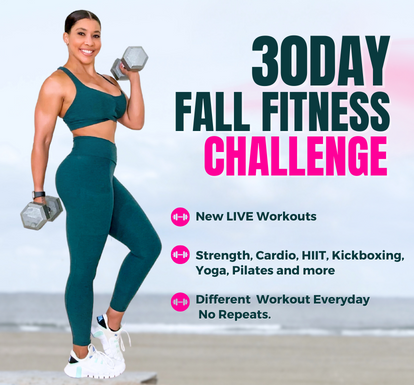 30DAY
FALL FITNESS
CHALLENGE
New LIVE Workouts
Strength, Cardio, HIIT, Kickboxing,
Yoga, Pilates and more
Different Workout Everyday
No Repeats.